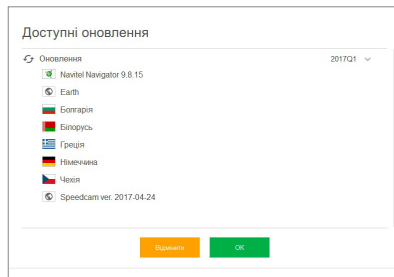 Доступні оновлення
Оновлення 2017Q1
Navitel Navigator 9.8.15
Earth
Болгарія
Білорусь
Греція
Німеччина
Чехія
Speedcam ver. 2017-04-24
Відмінити OK